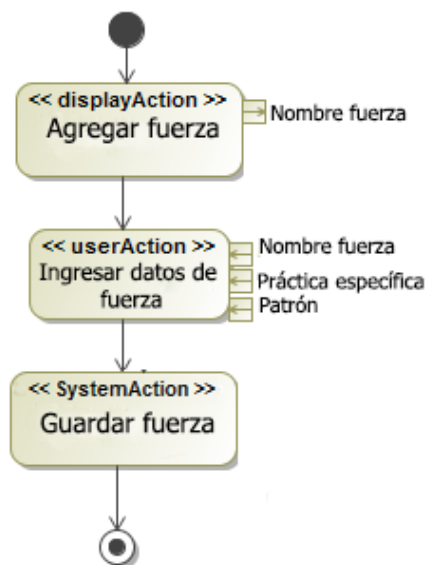 << displayAction >>
Agregar fuerza
Nombre fuerza
<< userAction >>
Ingresar datos de
fuerza
Nombre fuerza
Práctica específica
Patrón
<< SystemAction >>
Guardar fuerza